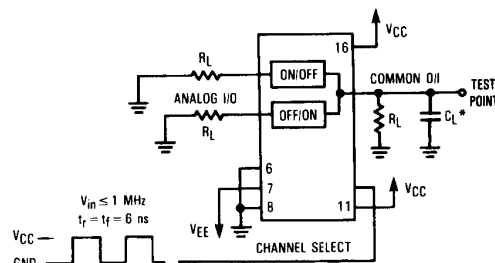 VCC
16
RL
ON/OFF
COMMON O/I
TEST
POINT
ANALOG I/O
OFF/ON
RL
RL
CL*
6
7
8
11
VCC
VEE
Vin ≤ 1 MHz
tr = tf = 6 ns
VCC
GND
CHANNEL SELECT